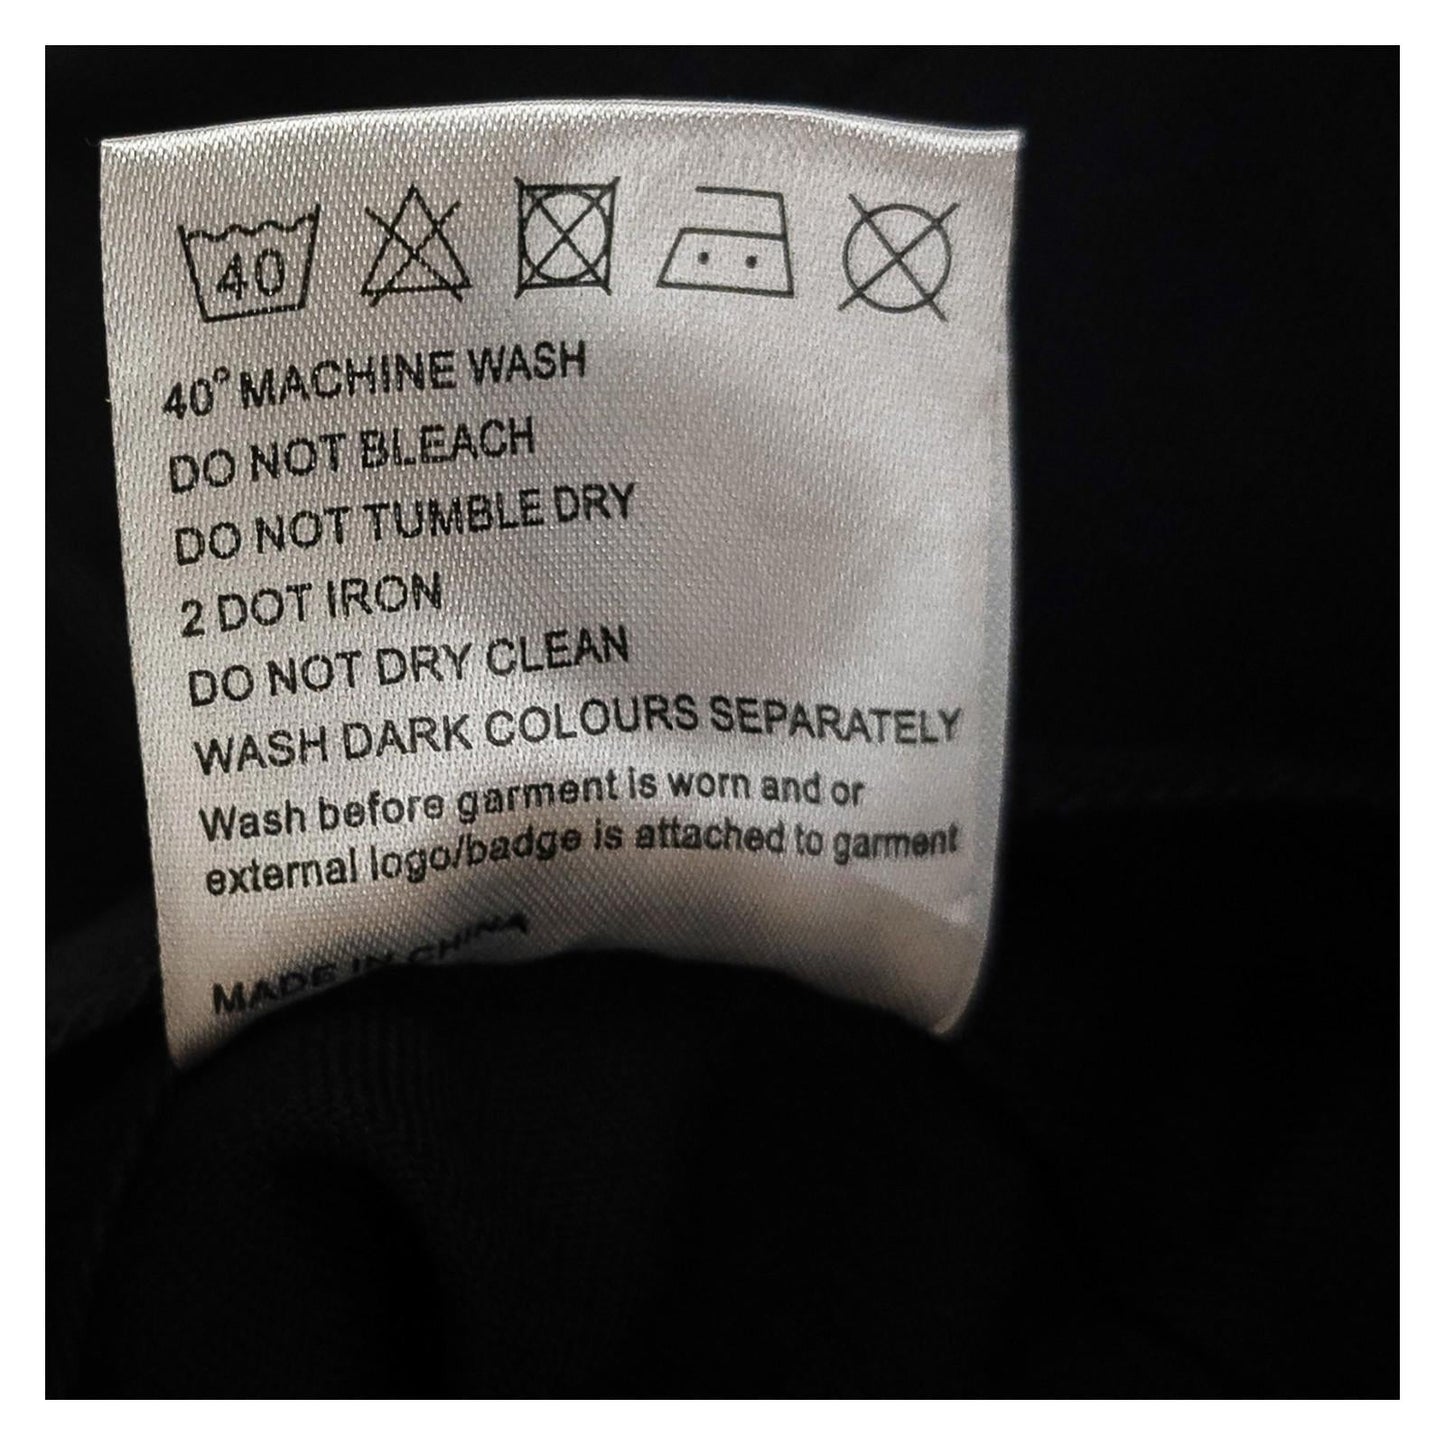 40
40° MACHINE WASH
DO NOT BLEACH
DO NOT TUMBLE DRY
2 DOT IRON
DO NOT DRY CLEAN
WASH DARK COLOURS SEPARATELY
Wash before garment is worn and or
external logo/badge is attached to garment
MADE IN CHINA